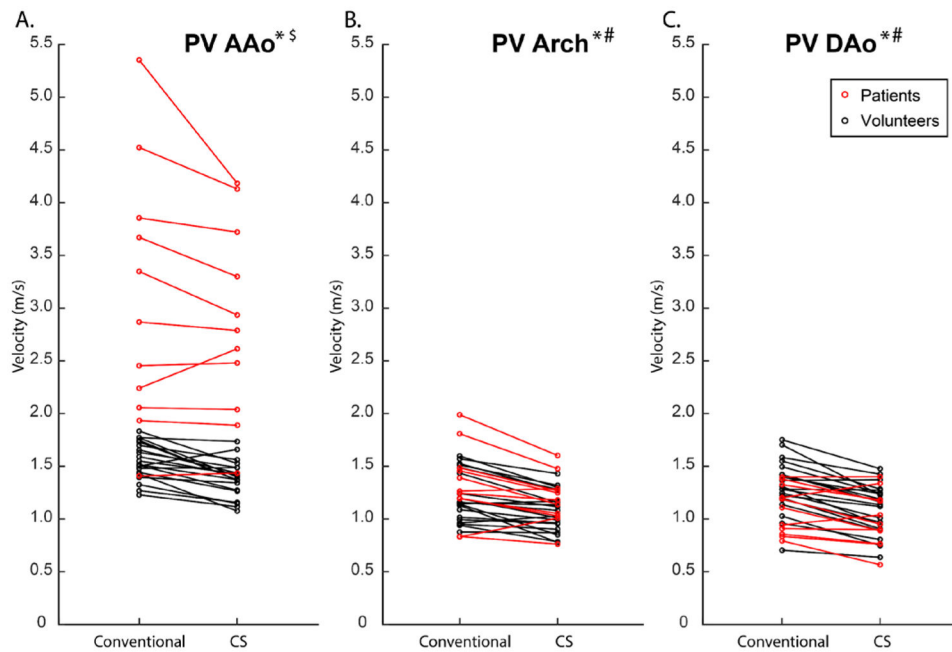 A.
PV AAo*$
5.5
5.0
4.5
4.0
3.5
3.0
2.5
2.0
1.5
1.0
0.5
0
Velocity (m/s)
Conventional
CS
B.
PV Arch*#
5.5
5.0
4.5
4.0
3.5
3.0
2.5
2.0
1.5
1.0
0.5
0
Velocity (m/s)
Conventional
CS
C.
PV DAo*#
5.5
5.0
4.5
4.0
3.5
3.0
2.5
2.0
1.5
1.0
0.5
0
Velocity (m/s)
Conventional
CS
Patients
Volunteers